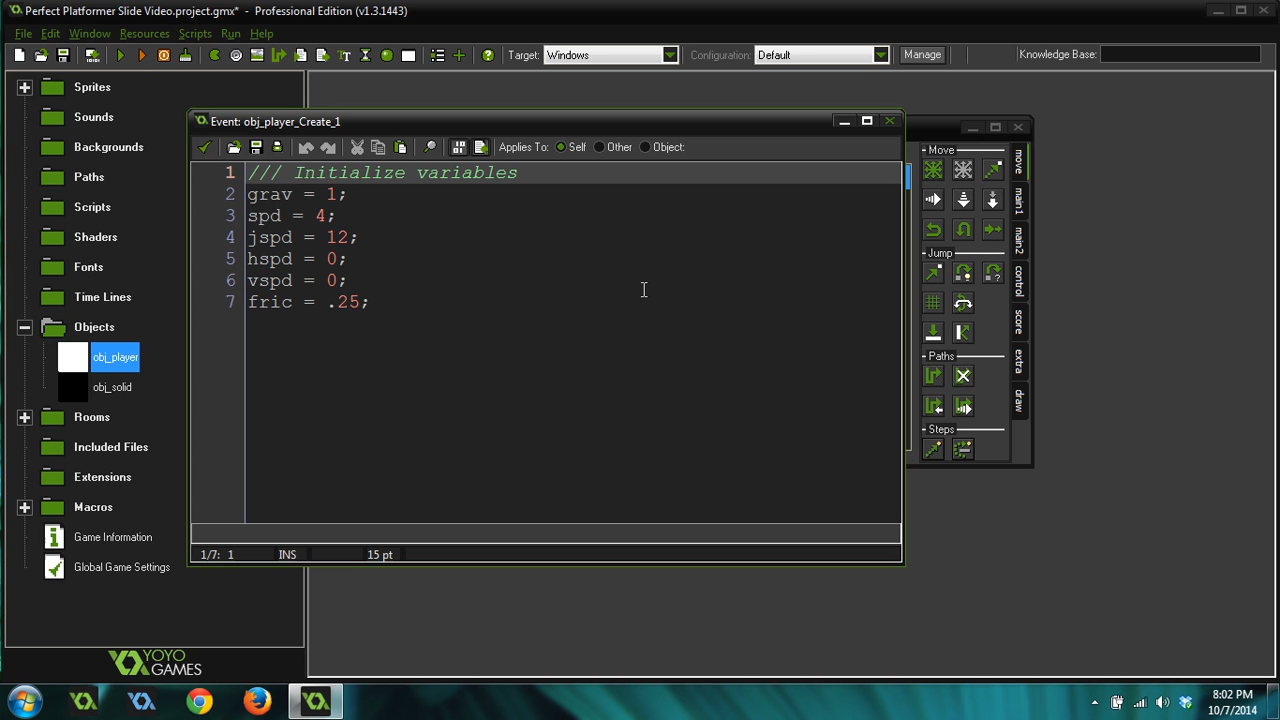 Perfect Platformer Slide Video.project.gmx* - Professional Edition (v1.3.1443)
File Edit Window Resources Scripts Run Help
Target: Windows Configuration: Default Manage Knowledge Base:
Sprites
Sounds
Backgrounds
Paths
Scripts
Shaders
Fonts
Time Lines
Objects
obj_player
obj_solid
Rooms
Included Files
Extensions
Macros
Game Information
Global Game Settings
YOYO
GAMES
Event: obj_player_Create_1
Applies To: Self Other Object:
1 /// Initialize variables
2 grav = 1;
3 spd = 4;
4 jspd = 12;
5 hspd = 0;
6 vspd = 0;
7 fric = .25;
1/7: 1 INS 15 pt
Move
Jump
Paths
Steps
move
main1
main2
control
score
extra
draw
8:02 PM
10/7/2014